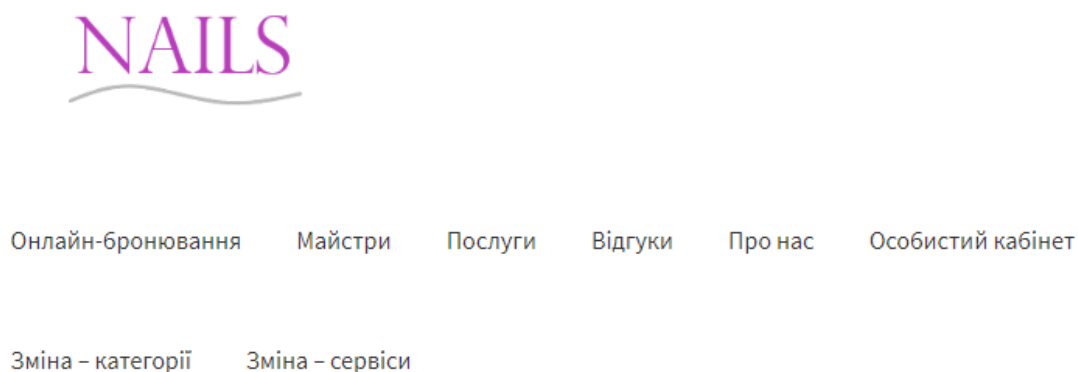 NAILS
Онлайн-бронювання Майстри Послуги Відгуки Про нас Особистий кабінет
Зміна – категорії Зміна – сервіси